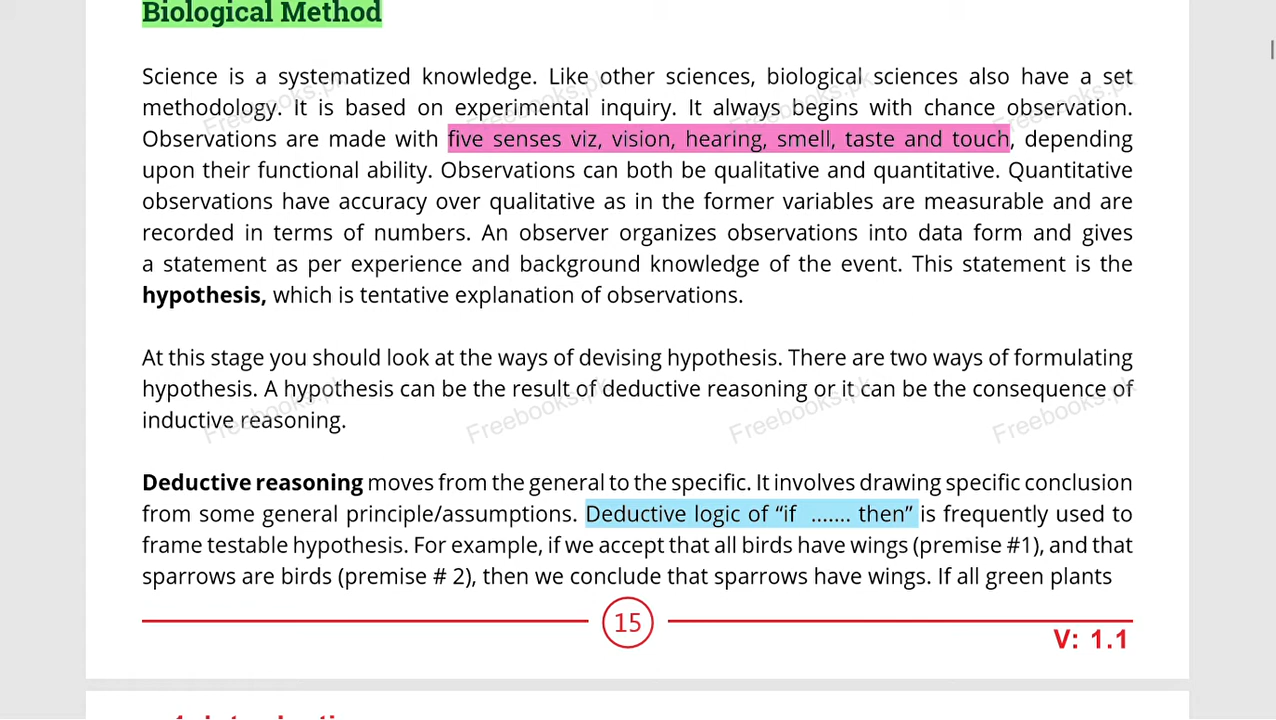 Biological Method
Science is a systematized knowledge. Like other sciences, biological sciences also have a set
methodology. It is based on experimental inquiry. It always begins with chance observation.
Observations are made with five senses viz, vision, hearing, smell, taste and touch, depending
upon their functional ability. Observations can both be qualitative and quantitative. Quantitative
observations have accuracy over qualitative as in the former variables are measurable and are
recorded in terms of numbers. An observer organizes observations into data form and gives
a statement as per experience and background knowledge of the event. This statement is the
hypothesis, which is tentative explanation of observations.
At this stage you should look at the ways of devising hypothesis. There are two ways of formulating
hypothesis. A hypothesis can be the result of deductive reasoning or it can be the consequence of
inductive reasoning.
Freebooks.pk Freebooks.pk Freebooks.pk Freebooks.pk
Deductive reasoning moves from the general to the specific. It involves drawing specific conclusion
from some general principle/assumptions. Deductive logic of “if ....... then” is frequently used to
frame testable hypothesis. For example, if we accept that all birds have wings (premise #1), and that
sparrows are birds (premise # 2), then we conclude that sparrows have wings. If all green plants
15
V: 1.1